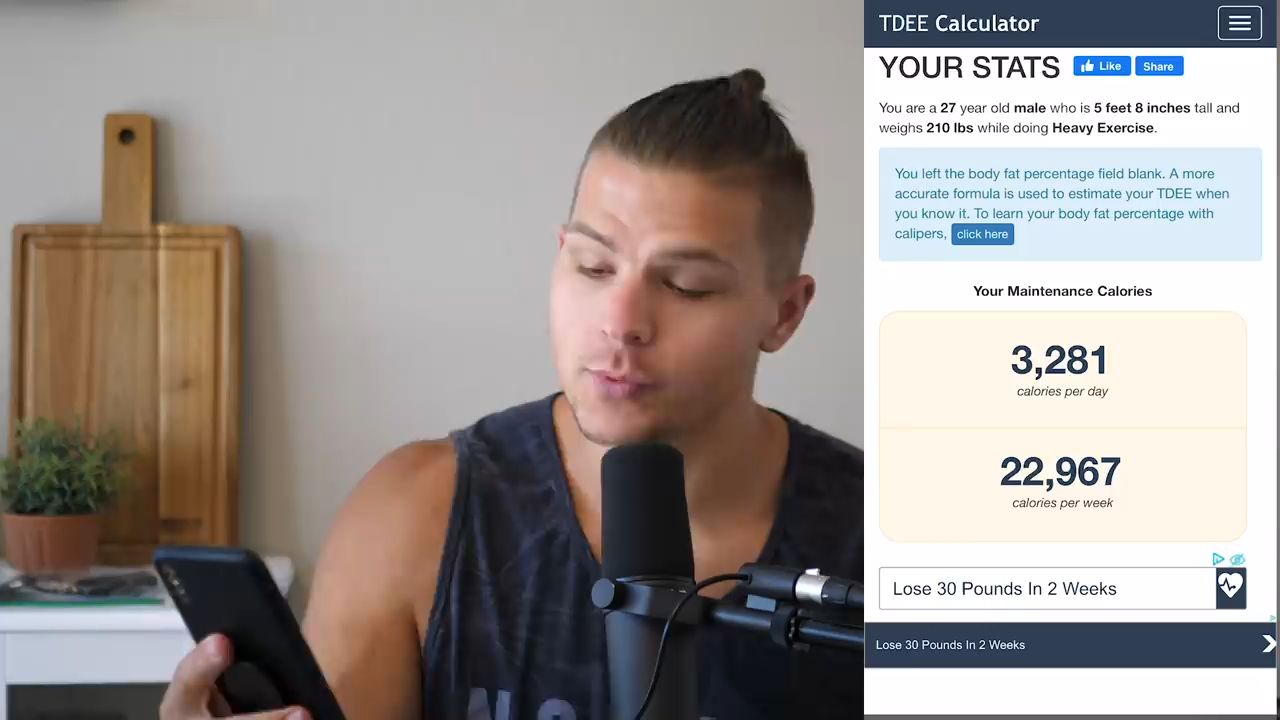 TDEE Calculator
YOUR STATS
Like
Share
You are a 27 year old male who is 5 feet 8 inches tall and
weighs 210 lbs while doing Heavy Exercise.
You left the body fat percentage field blank. A more
accurate formula is used to estimate your TDEE when
you know it. To learn your body fat percentage with
calipers, click here
Your Maintenance Calories
3,281
calories per day
22,967
calories per week
Lose 30 Pounds In 2 Weeks
Lose 30 Pounds In 2 Weeks